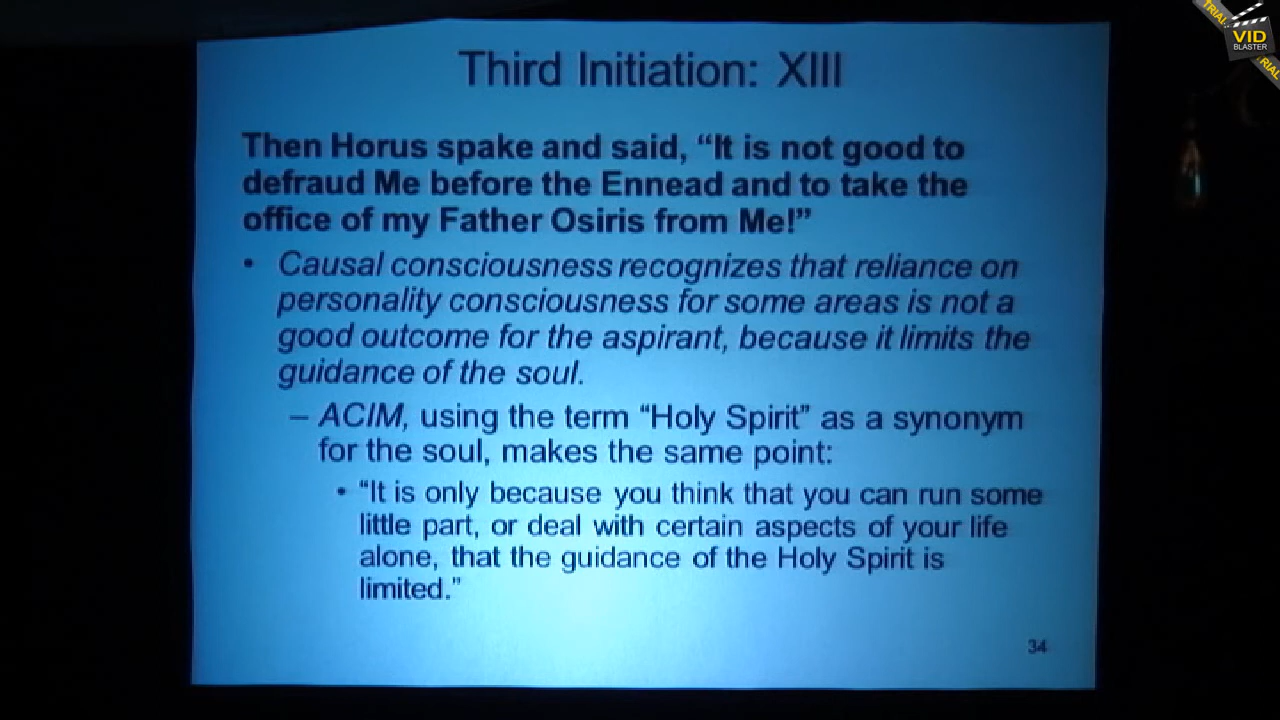 Third Initiation: XIII
Then Horus spake and said, “It is not good to
defraud Me before the Ennead and to take the
office of my Father Osiris from Me!”
• Causal consciousness recognizes that reliance on
personality consciousness for some areas is not a
good outcome for the aspirant, because it limits the
guidance of the soul.
– ACIM, using the term “Holy Spirit” as a synonym
for the soul, makes the same point:
• “It is only because you think that you can run some
little part, or deal with certain aspects of your life
alone, that the guidance of the Holy Spirit is
limited.”
34
TRIAL
VID
BLASTER
TRIAL